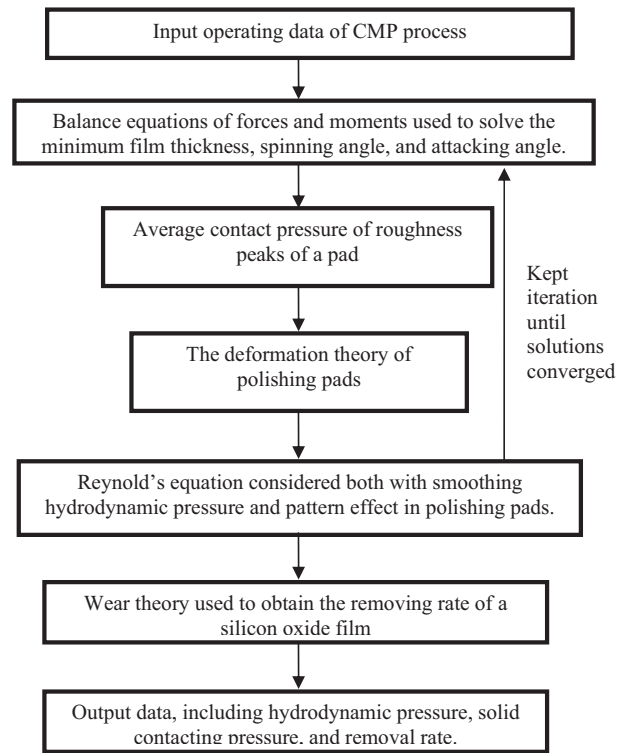 Input operating data of CMP process
Balance equations of forces and moments used to solve the
minimum film thickness, spinning angle, and attacking angle.
Average contact pressure of roughness
peaks of a pad
Kept
iteration
until
solutions
converged
The deformation theory of
polishing pads
Reynold’s equation considered both with smoothing
hydrodynamic pressure and pattern effect in polishing pads.
Wear theory used to obtain the removing rate of a
silicon oxide film
Output data, including hydrodynamic pressure, solid
contacting pressure, and removal rate.